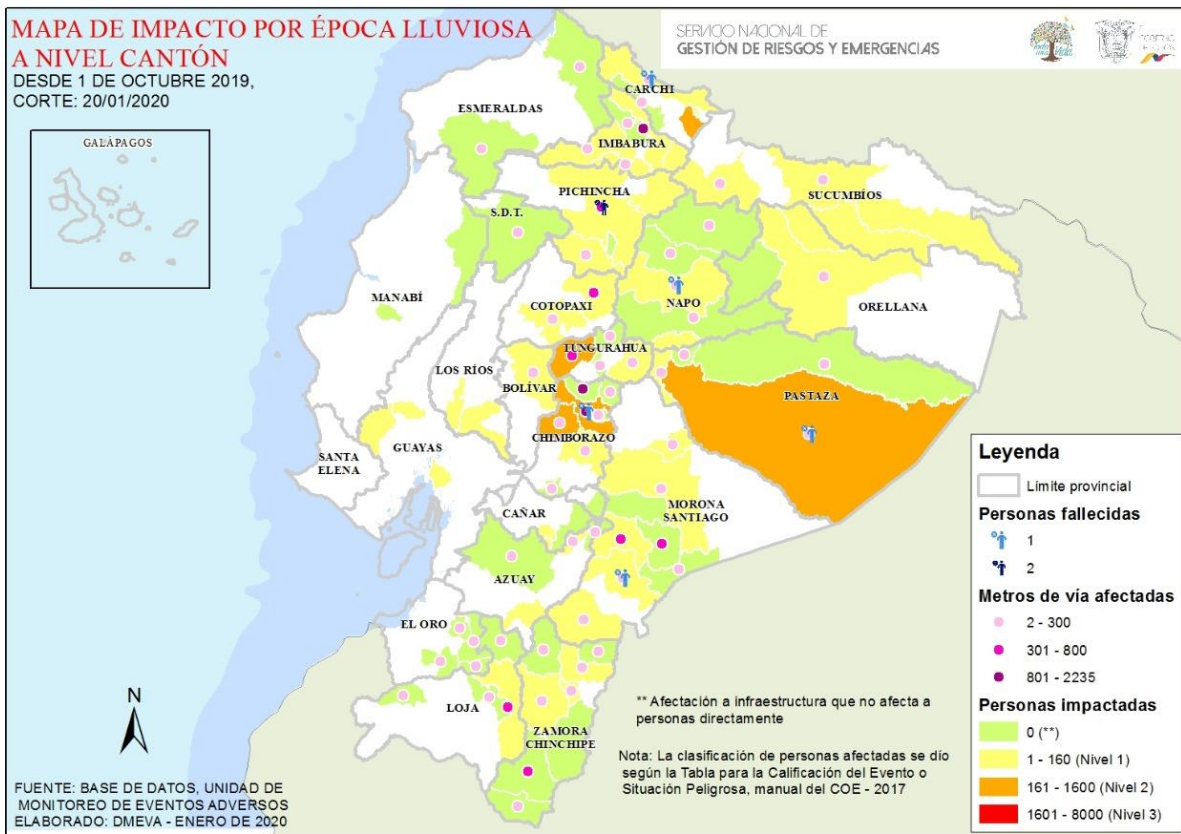 MAPA DE IMPACTO POR ÉPOCA LLUVIOSA
A NIVEL CANTÓN
DESDE 1 DE OCTUBRE 2019,
CORTE: 20/01/2020
SERVICIO NACIONAL DE
GESTIÓN DE RIESGOS Y EMERGENCIAS
GALÁPAGOS
ESMERALDAS
CARCHI
IMBABURA
SUCUMBÍOS
PICHINCHA
S.D.T.
MANABÍ
COTOPAXI
NAPO
ORELLANA
TUNGURAHUA
LOS RÍOS
BOLÍVAR
PASTAZA
CHIMBORAZO
GUAYAS
SANTA
ELENA
CAÑAR
MORONA
SANTIAGO
AZUAY
EL ORO
LOJA
ZAMORA
CHINCHIPE
N
Leyenda
Límite provincial
Personas fallecidas
1
2
Metros de vía afectadas
2 - 300
301 - 800
801 - 2235
Personas impactadas
0 (**)
1 - 160 (Nivel 1)
161 - 1600 (Nivel 2)
1601 - 8000 (Nivel 3)
** Afectación a infraestructura que no afecta a
personas directamente
Nota: La clasificación de personas afectadas se dío
según la Tabla para la Calificación del Evento o
Situación Peligrosa, manual del COE - 2017
FUENTE: BASE DE DATOS, UNIDAD DE
MONITOREO DE EVENTOS ADVERSOS
ELABORADO: DMEVA - ENERO DE 2020